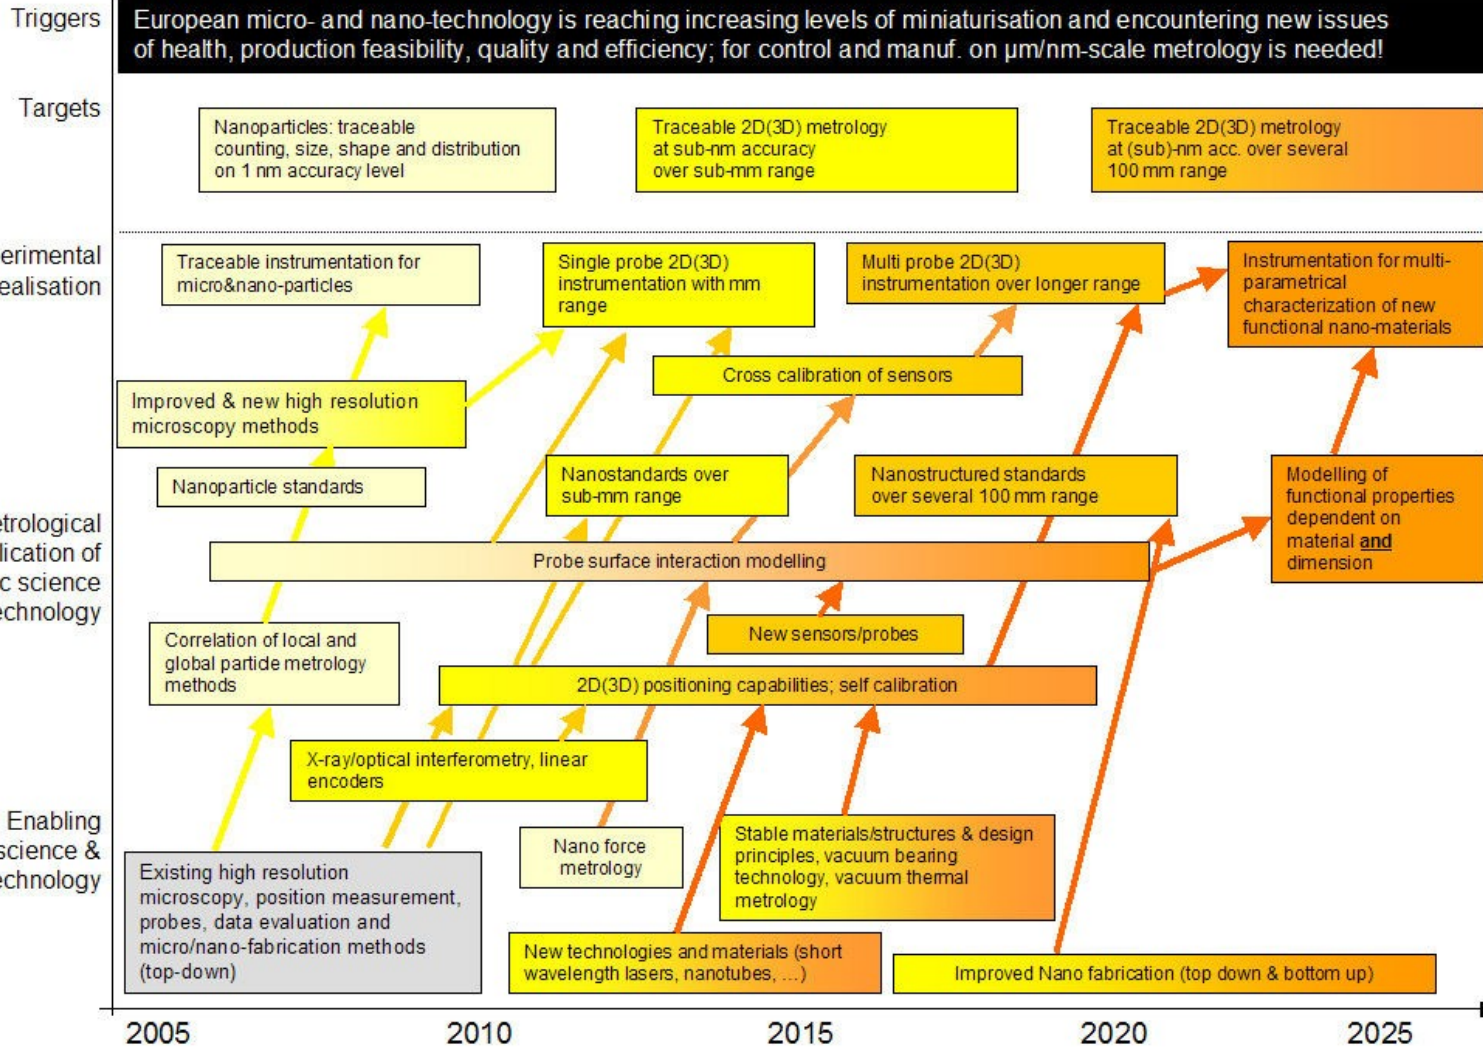 Triggers
European micro- and nano-technology is reaching increasing levels of miniaturisation and encountering new issues
of health, production feasibility, quality and efficiency; for control and manuf. on µm/nm-scale metrology is needed!
Targets
Nanoparticles: traceable
counting, size, shape and distribution
on 1 nm accuracy level
Traceable 2D(3D) metrology
at sub-nm accuracy
over sub-mm range
Traceable 2D(3D) metrology
at (sub)-nm acc. over several
100 mm range
erimental
ealisation
Traceable instrumentation for
micro&nano-particles
Single probe 2D(3D)
instrumentation with mm
range
Multi probe 2D(3D)
instrumentation over longer range
Instrumentation for multi-
parametrical
characterization of new
functional nano-materials
Cross calibration of sensors
Improved & new high resolution
microscopy methods
Nanoparticle standards
Nanostandards over
sub-mm range
Nanostructured standards
over several 100 mm range
Modelling of
functional properties
dependent on
material and
dimension
etrological
lication of
c science
echnology
Probe surface interaction modelling
Correlation of local and
global particle metrology
methods
New sensors/probes
2D(3D) positioning capabilities; self calibration
X-ray/optical interferometry, linear
encoders
Enabling
science &
echnology
Existing high resolution
microscopy, position measurement,
probes, data evaluation and
micro/nano-fabrication methods
(top-down)
Nano force
metrology
Stable materials/structures & design
principles, vacuum bearing
technology, vacuum thermal
metrology
New technologies and materials (short
wavelength lasers, nanotubes, ...)
Improved Nano fabrication (top down & bottom up)
2005 2010 2015 2020 2025